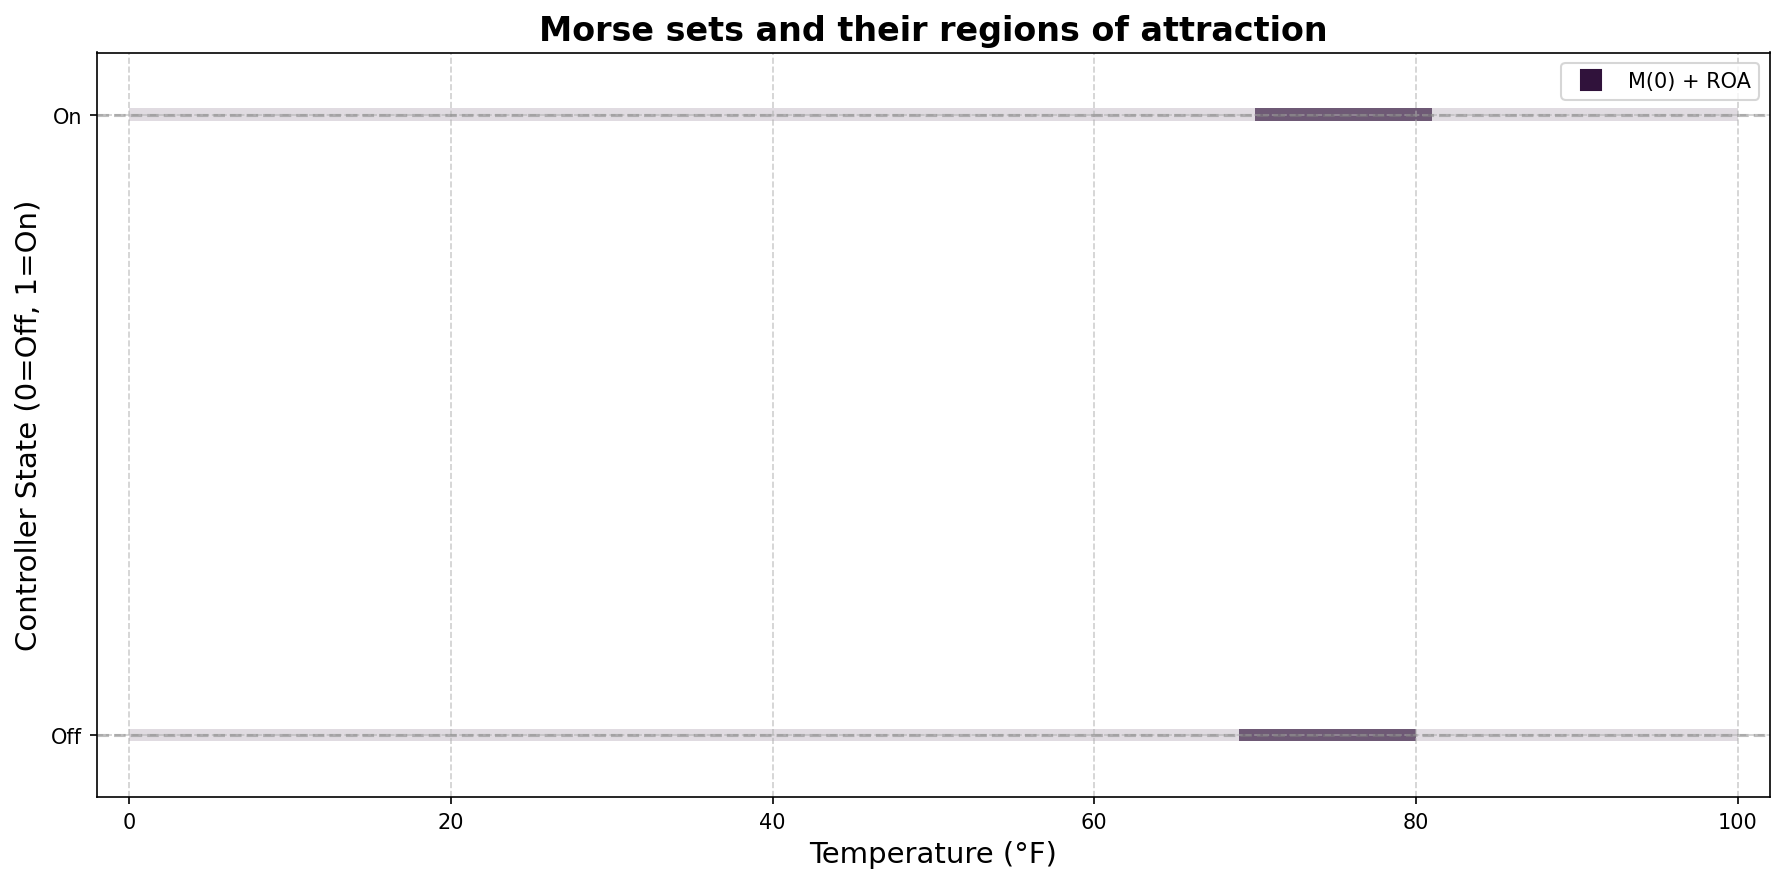 Morse sets and their regions of attraction
M(0) + ROA
On
Off
Controller State (0=Off, 1=On)
0 20 40 60 80 100
Temperature (°F)